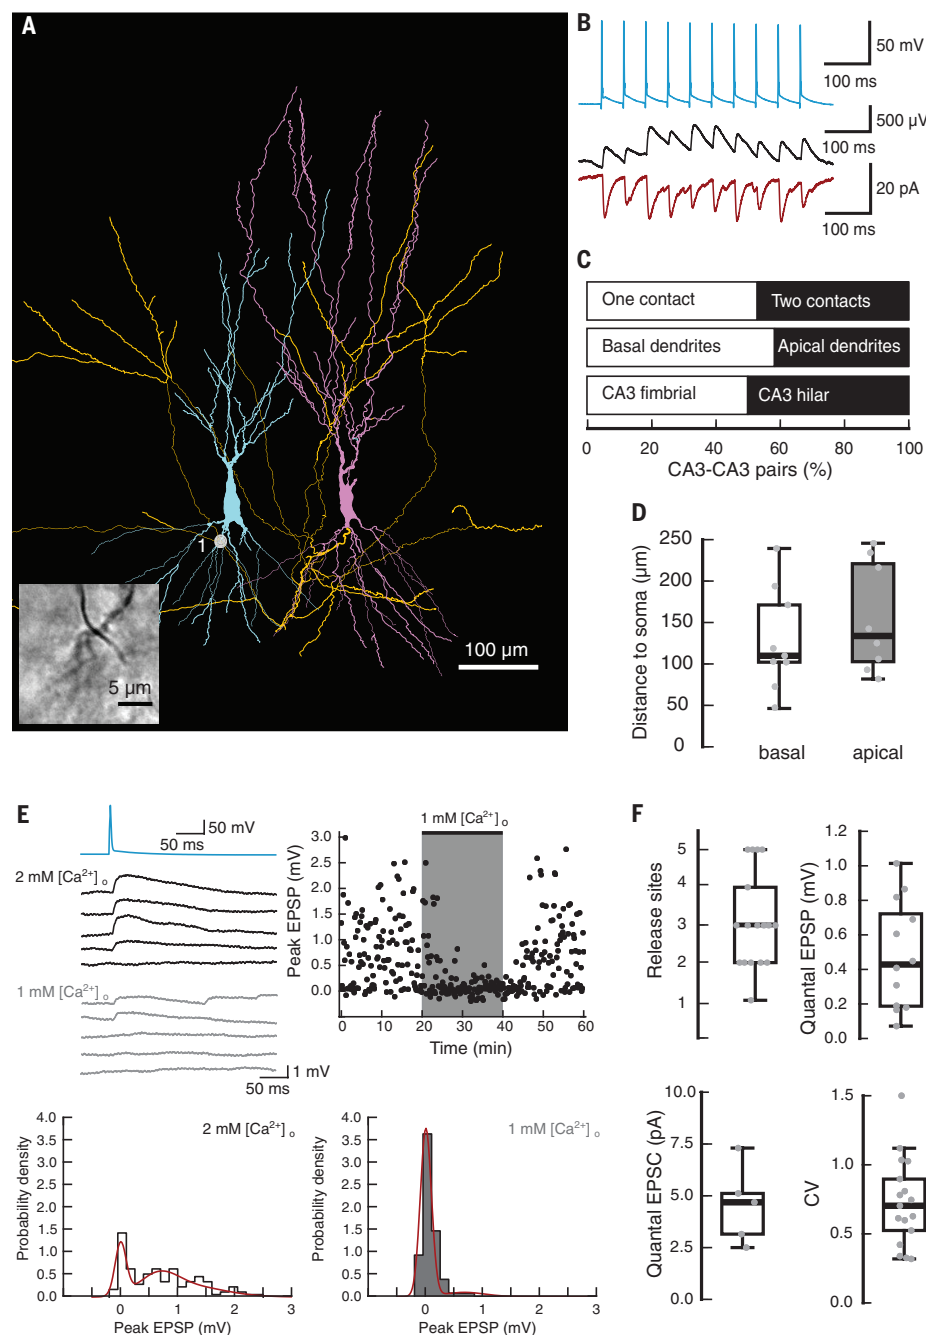 A
1
5 µm
100 µm
B
50 mV
100 ms
500 µV
100 ms
20 pA
100 ms
C
One contact
Two contacts
Basal dendrites
Apical dendrites
CA3 fimbrial
CA3 hilar
0 20 40 60 80 100
CA3-CA3 pairs (%)
D
Distance to soma (µm)
250
200
150
100
50
0
basal
apical
E
50 mV
50 ms
2 mM [Ca²⁺]ₒ
1 mM [Ca²⁺]ₒ
1 mV
50 ms
1 mM [Ca²⁺]ₒ
Peak EPSP (mV)
3.0
2.5
2.0
1.5
1.0
0.5
0.0
0 10 20 30 40 50 60
Time (min)
2 mM [Ca²⁺]ₒ
Probability density
4.0
3.5
3.0
2.5
2.0
1.5
1.0
0.5
0.0
0 1 2 3
Peak EPSP (mV)
1 mM [Ca²⁺]ₒ
Probability density
4.0
3.5
3.0
2.5
2.0
1.5
1.0
0.5
0.0
0 1 2 3
Peak EPSP (mV)
F
Release sites
5
4
3
2
1
Quantal EPSP (mV)
1.2
1.0
0.8
0.6
0.4
0.2
0.0
Quantal EPSC (pA)
10.0
7.5
5.0
2.5
0.0
CV
1.5
1.0
0.5
0.0